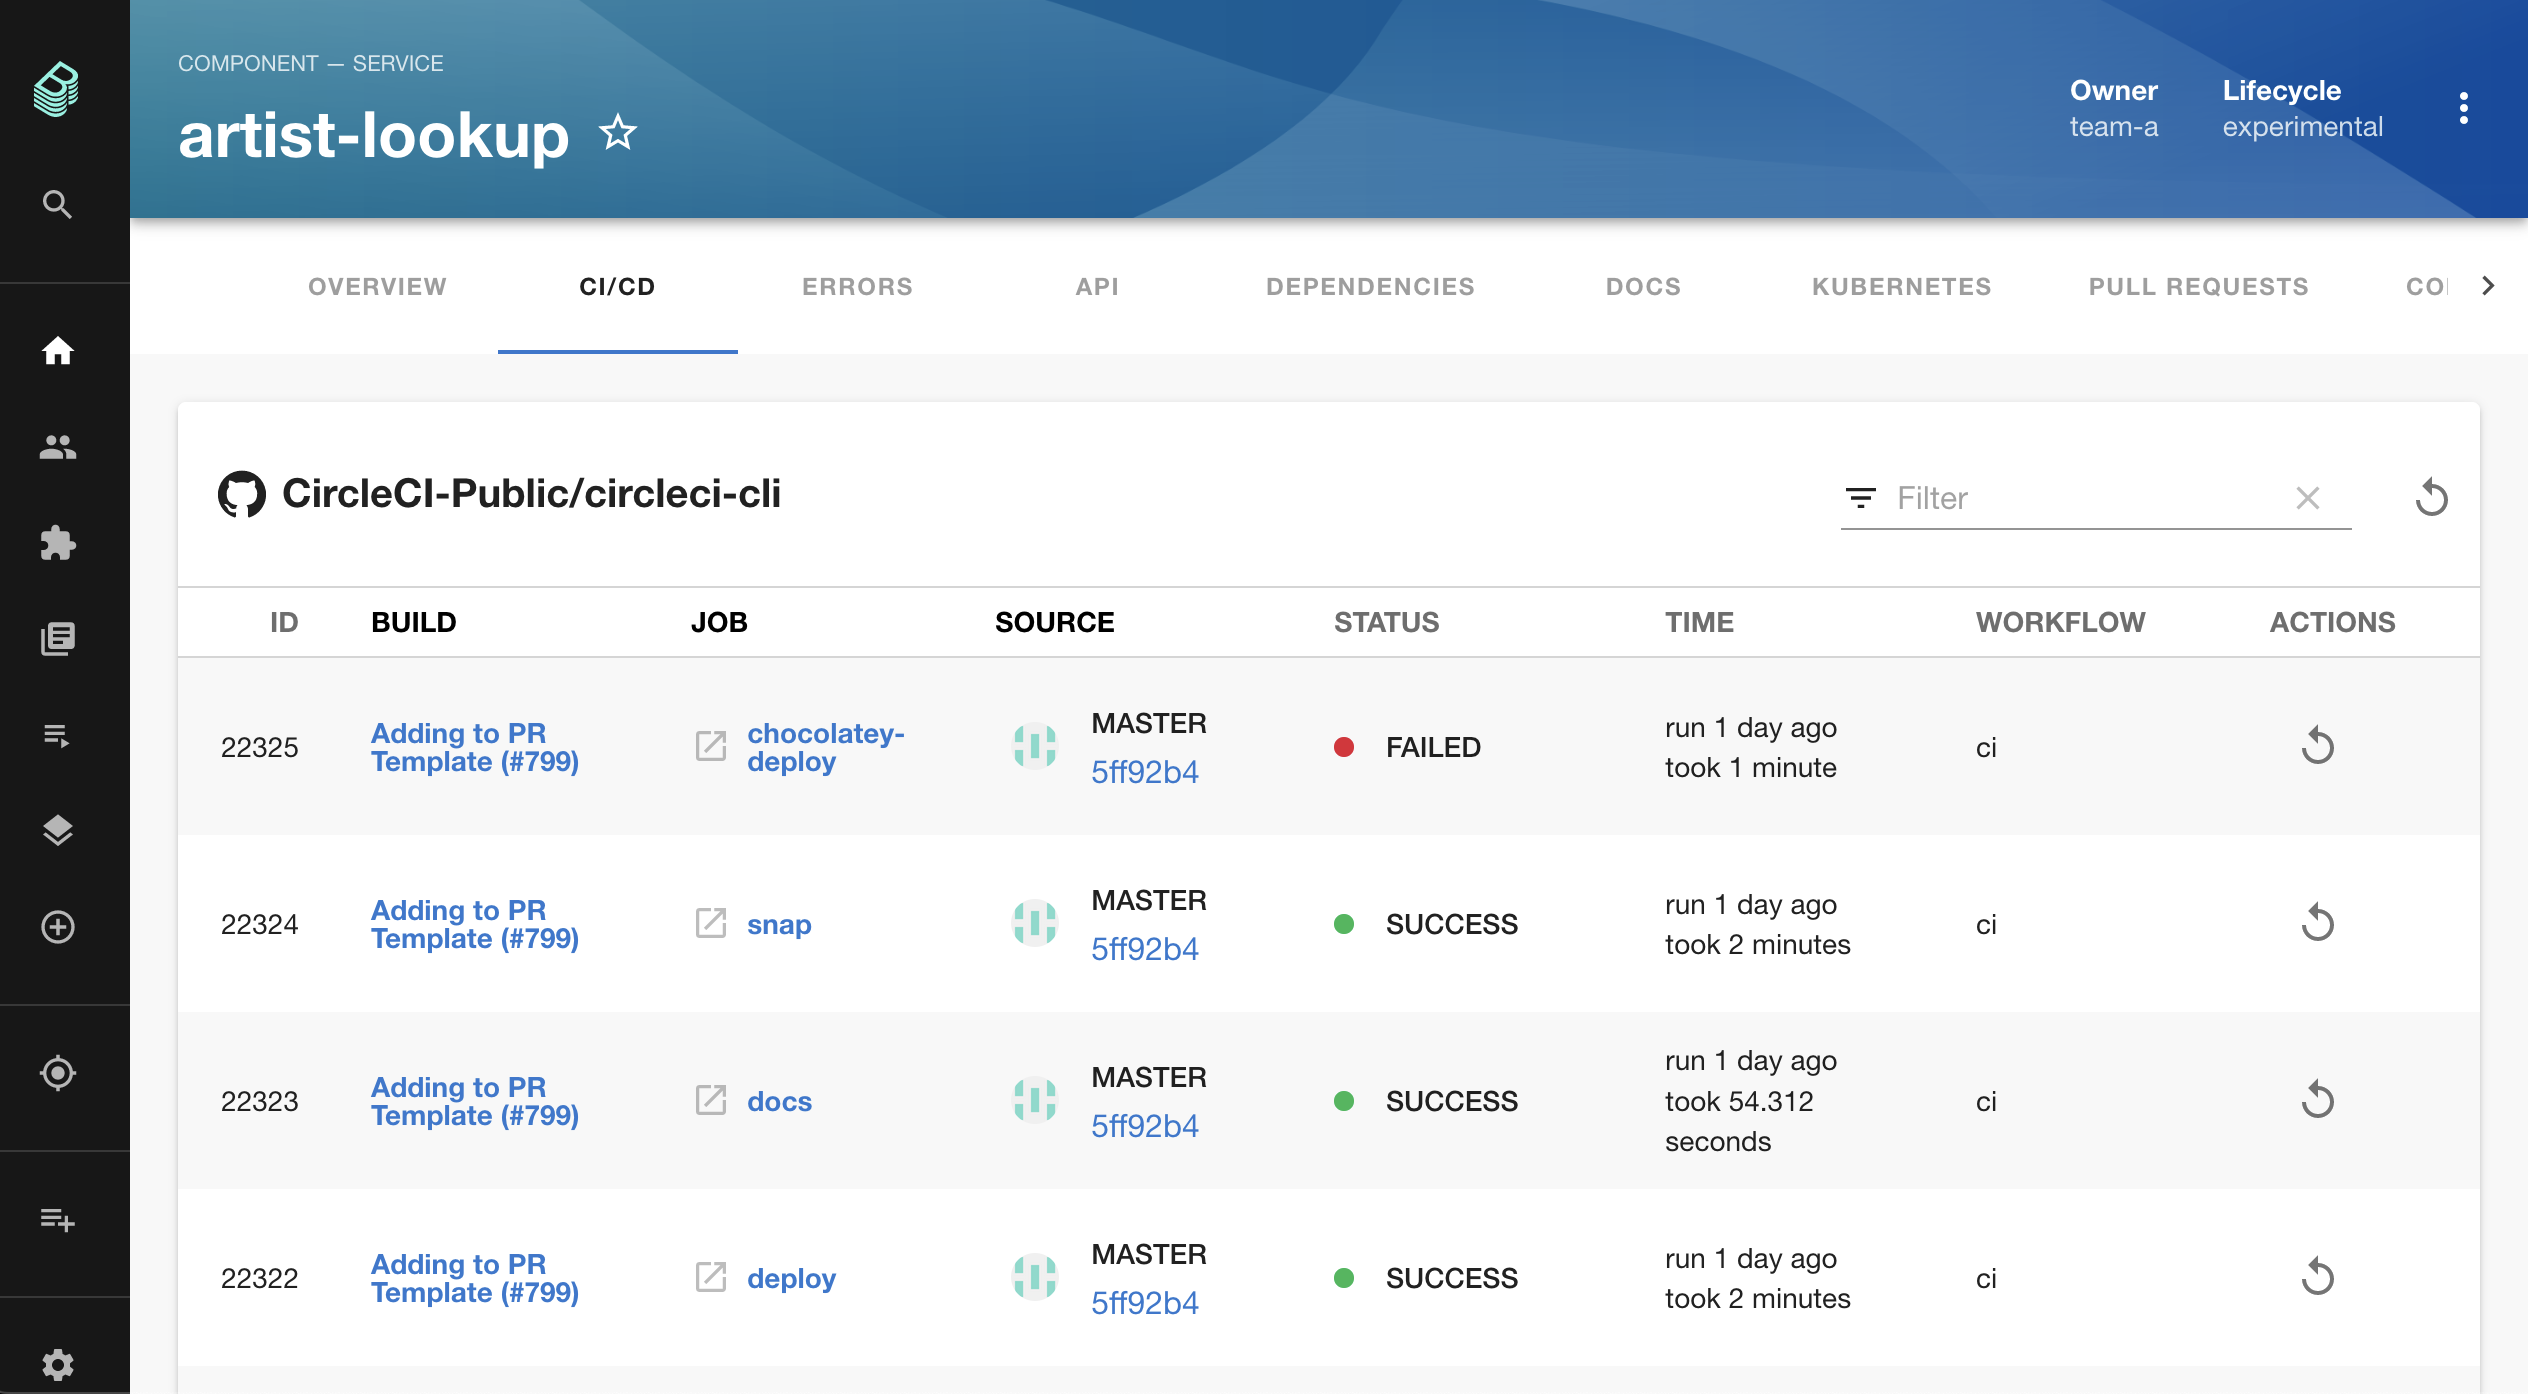 COMPONENT — SERVICE
artist-lookup
Owner
team-a
Lifecycle
experimental
OVERVIEW
CI/CD
ERRORS
API
DEPENDENCIES
DOCS
KUBERNETES
PULL REQUESTS
CircleCI-Public/circleci-cli
Filter
ID BUILD JOB SOURCE STATUS TIME WORKFLOW ACTIONS
22325
Adding to PR
Template (#799)
chocolatey-
deploy
MASTER
5ff92b4
FAILED
run 1 day ago
took 1 minute
ci
22324
Adding to PR
Template (#799)
snap
MASTER
5ff92b4
SUCCESS
run 1 day ago
took 2 minutes
ci
22323
Adding to PR
Template (#799)
docs
MASTER
5ff92b4
SUCCESS
run 1 day ago
took 54.312
seconds
ci
22322
Adding to PR
Template (#799)
deploy
MASTER
5ff92b4
SUCCESS
run 1 day ago
took 2 minutes
ci